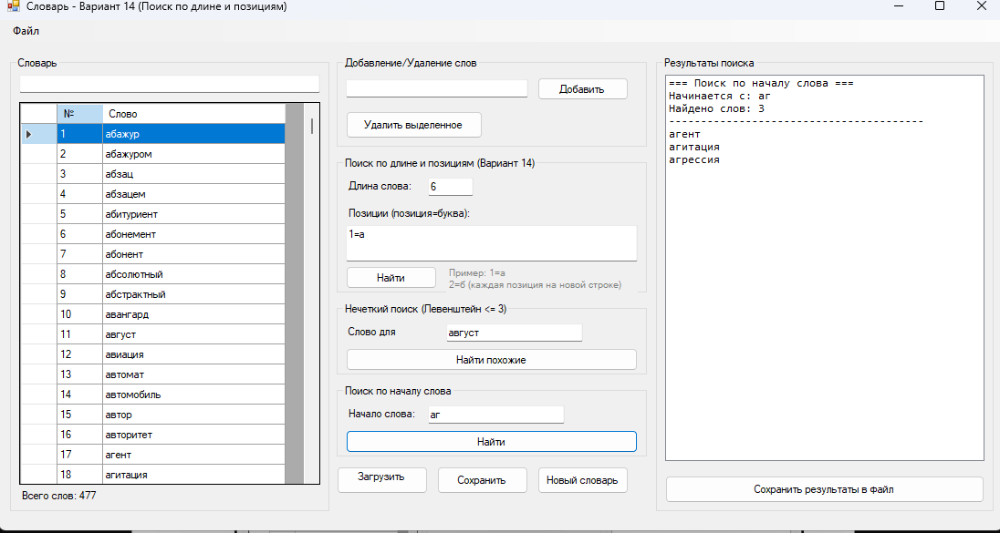 Словарь - Вариант 14 (Поиск по длине и позициям)
Файл
Словарь
№ Слово
1 абажур
2 абажуром
3 абзац
4 абзацем
5 абитуриент
6 абонемент
7 абонент
8 абсолютный
9 абстрактный
10 авангард
11 август
12 авиация
13 автомат
14 автомобиль
15 автор
16 авторитет
17 агент
18 агитация
Всего слов: 477
Добавление/Удаление слов
Добавить
Удалить выделенное
Поиск по длине и позициям (Вариант 14)
Длина слова: 6
Позиции (позиция=буква):
1=а
Найти
Пример: 1=а
2=б (каждая позиция на новой строке)
Нечеткий поиск (Левенштейн <= 3)
Слово для август
Найти похожие
Поиск по началу слова
Начало слова: аг
Найти
Загрузить Сохранить Новый словарь
Результаты поиска
=== Поиск по началу слова ===
Начинается с: аг
Найдено слов: 3
----------------------------------------
агент
агитация
агрессия
Сохранить результаты в файл